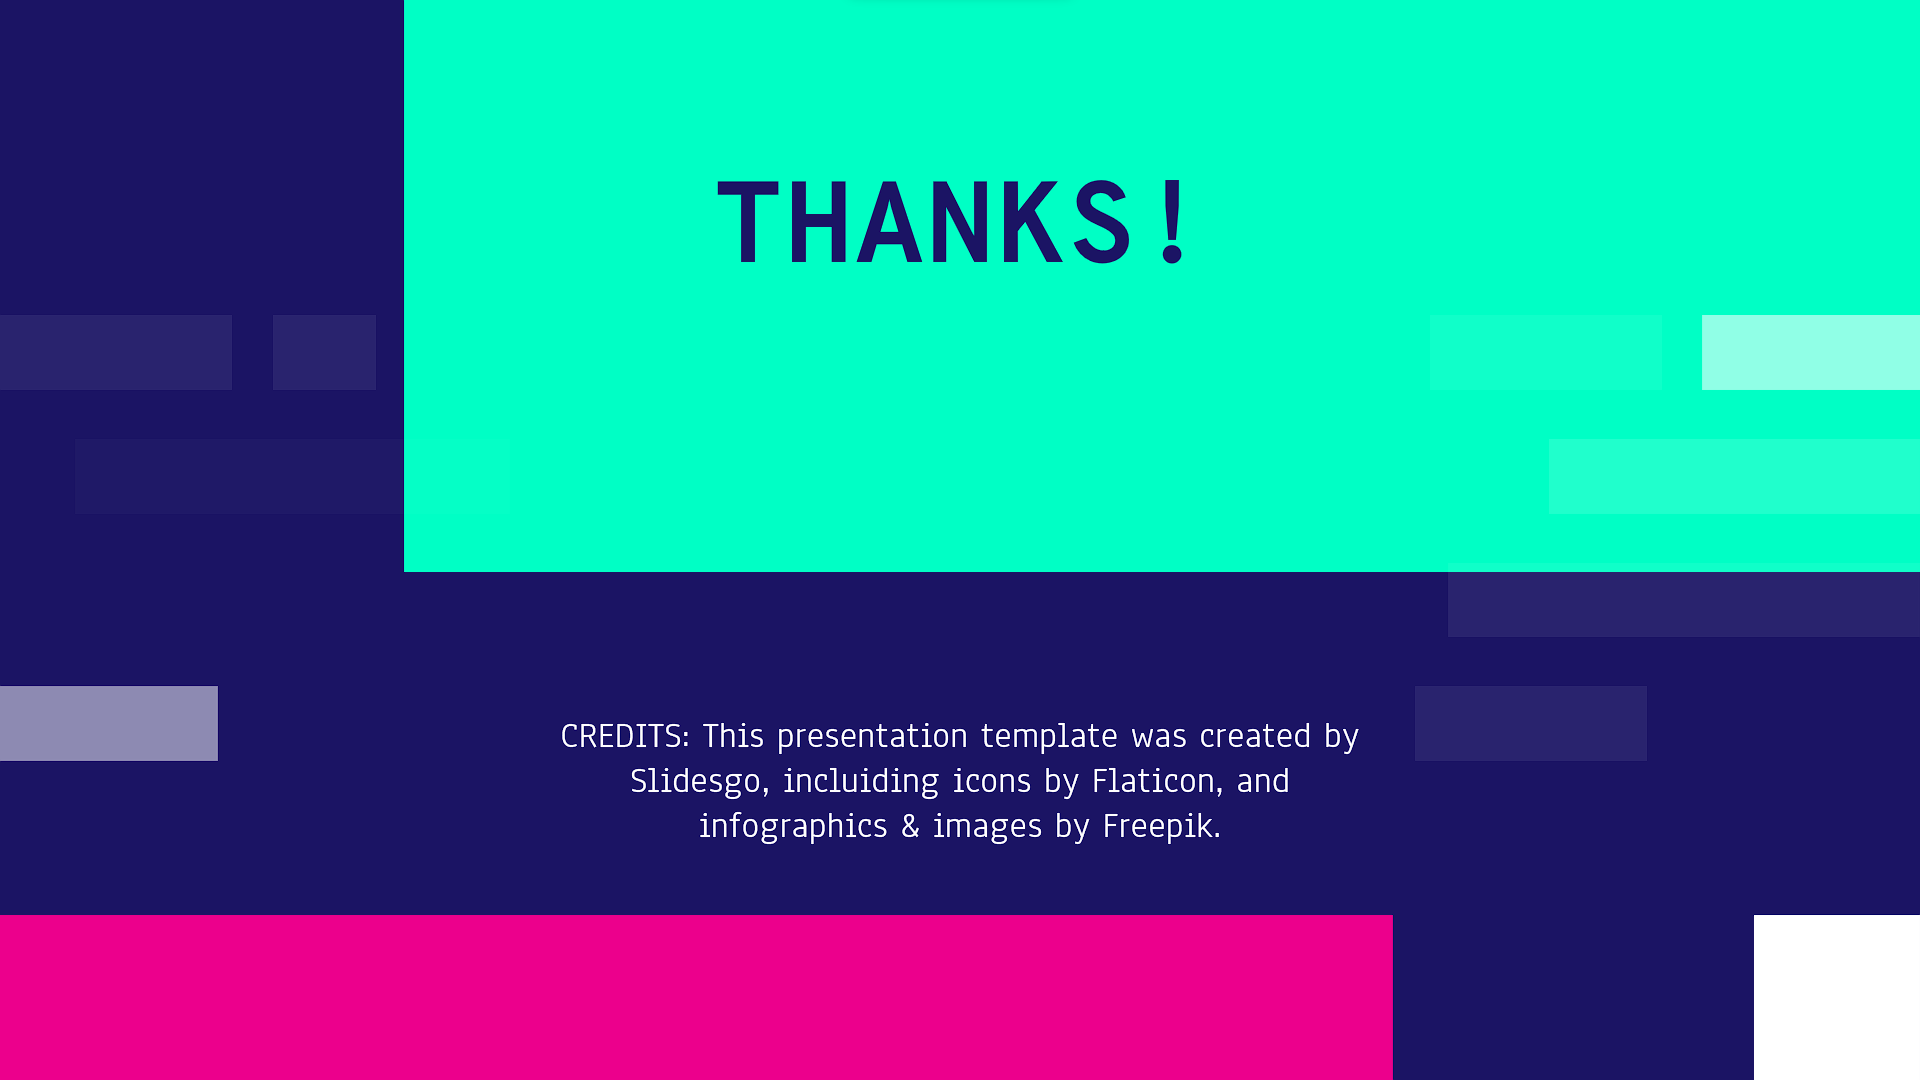 THANKS!
CREDITS: This presentation template was created by
Slidesgo, incluiding icons by Flaticon, and
infographics & images by Freepik.